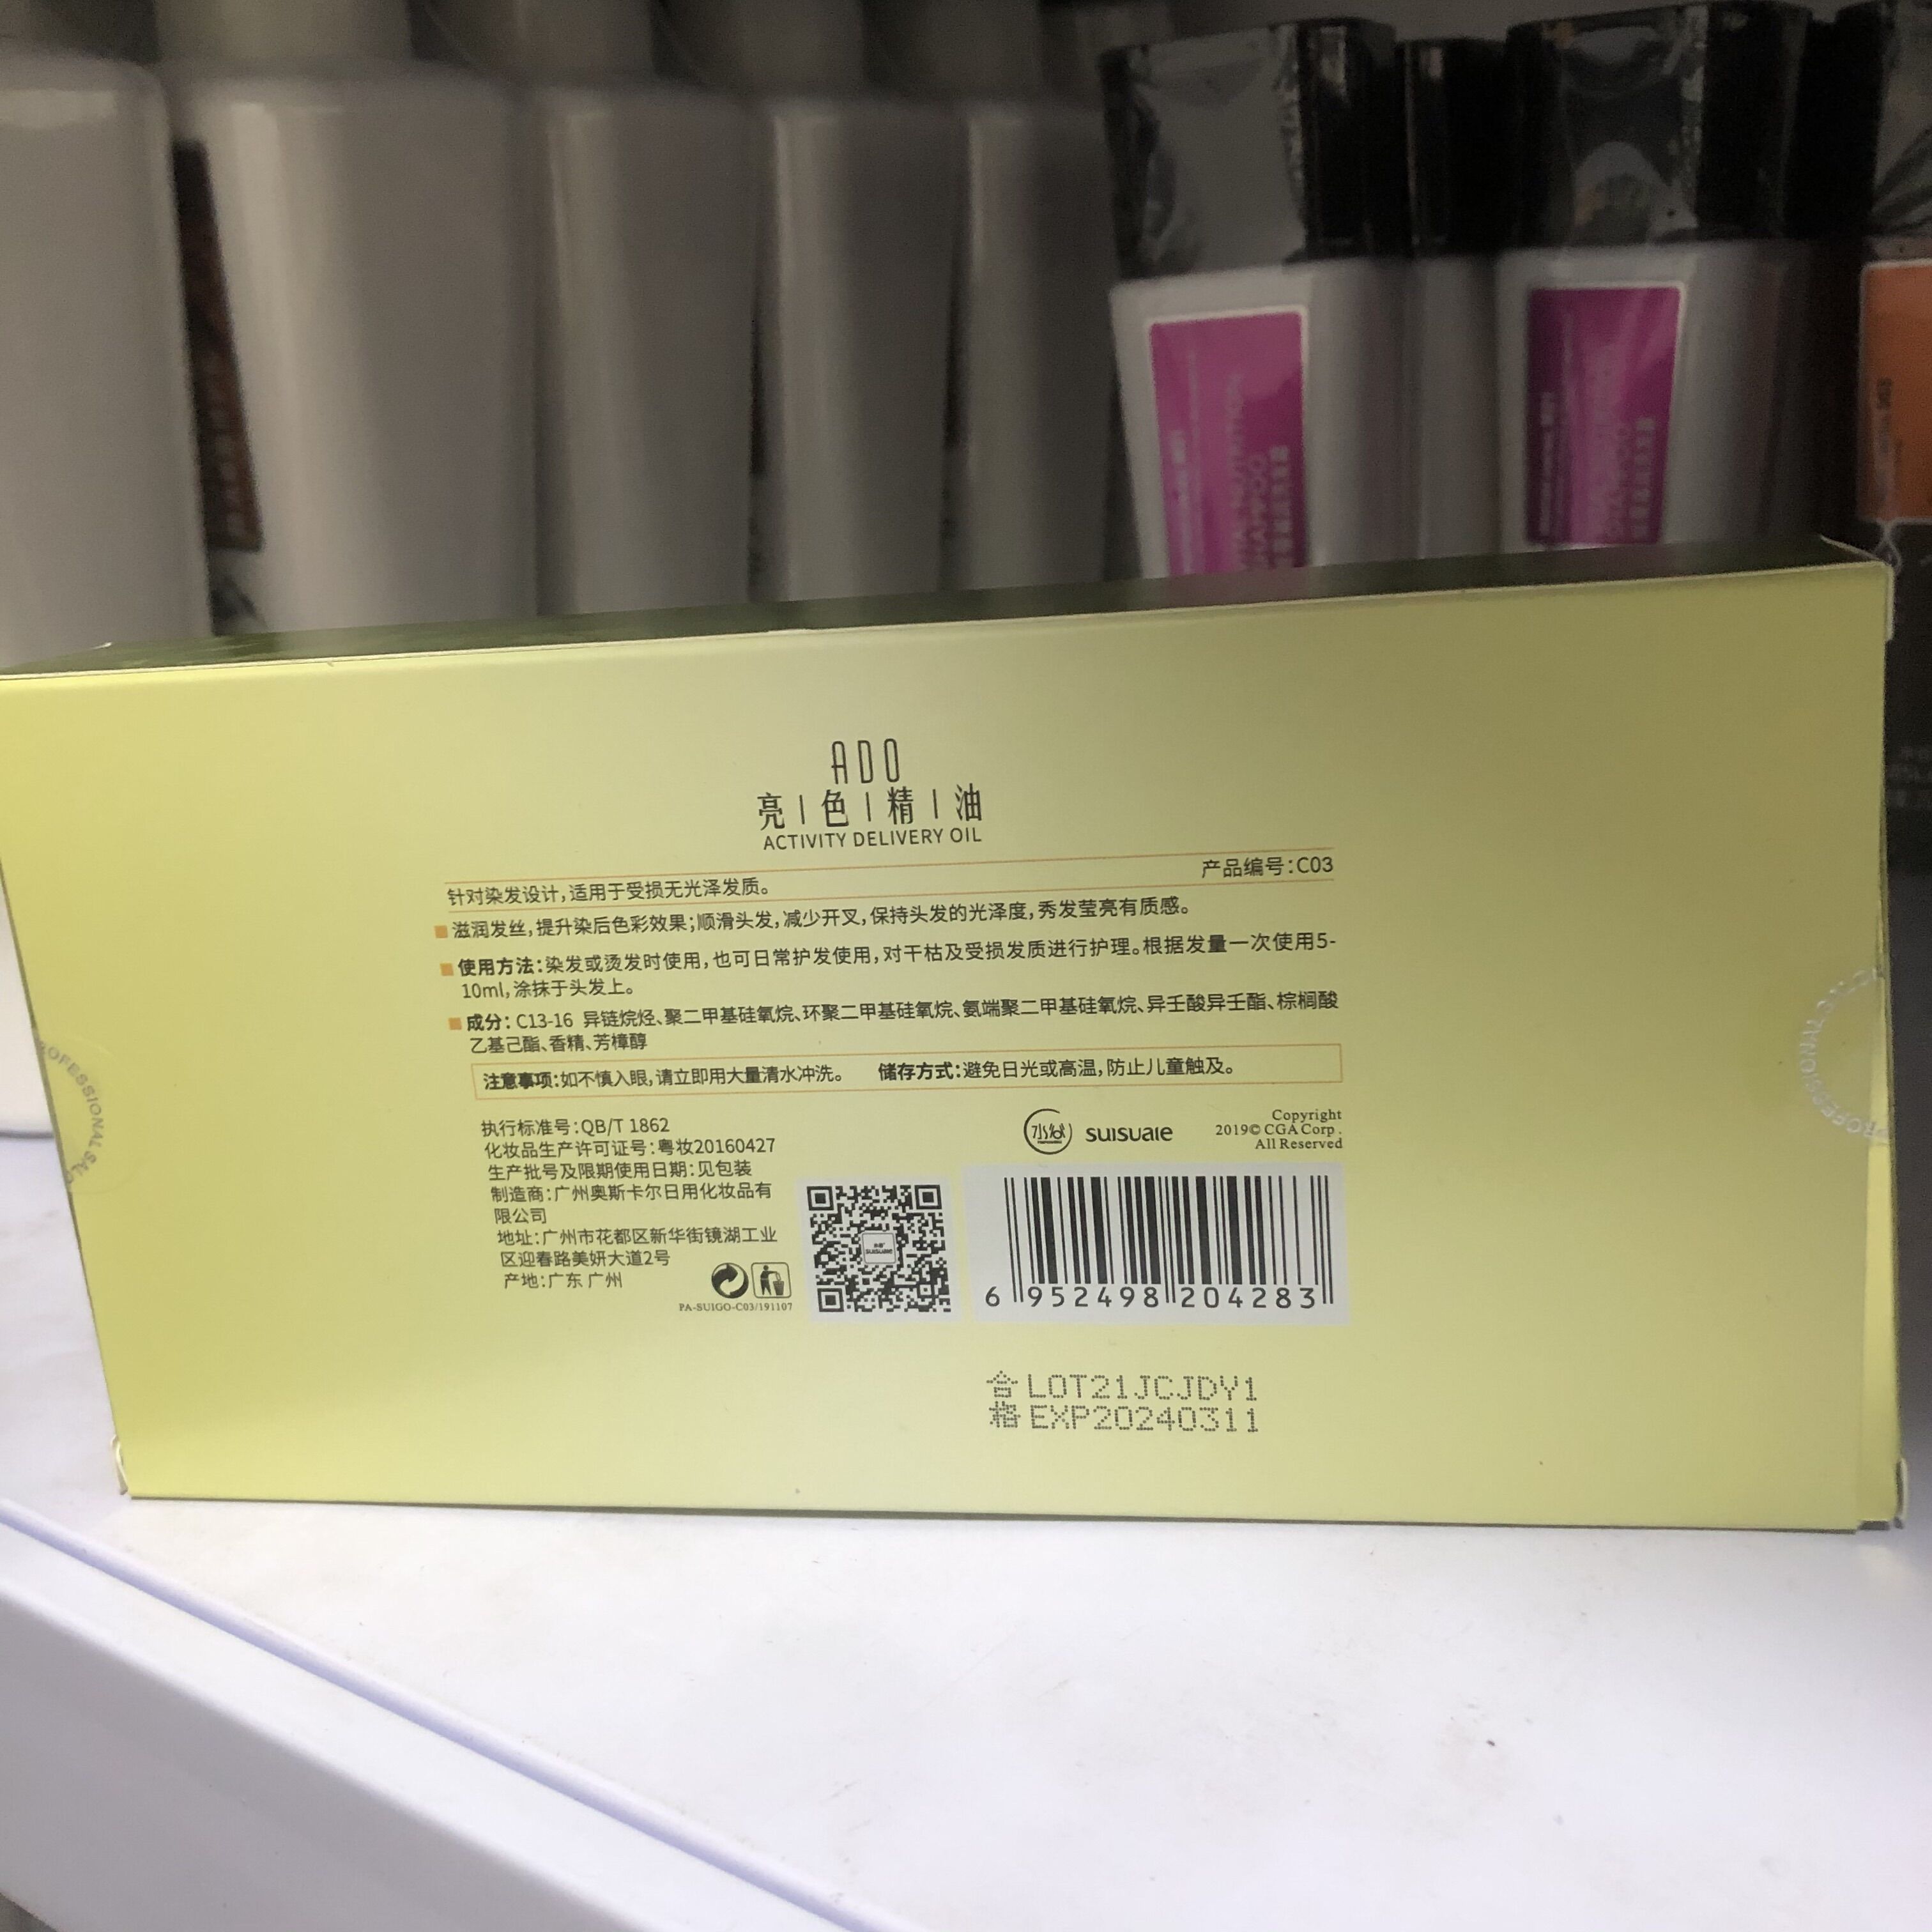 NUTRITION
SHAMPOO
SHAMPOO
ADO
亮|色|精|油
ACTIVITY DELIVERY OIL
产品编号:C03
针对染发设计,适用于受损无光泽发质。
滋润发丝,提升染后色彩效果;顺滑头发,减少开叉,保持头发的光泽度,秀发莹亮有质感。
使用方法:染发或烫发时使用,也可日常护发使用,对干枯及受损发质进行护理。根据发量一次使用5-
10ml,涂抹于头发上。
成分:C13-16 异链烷烃、聚二甲基硅氧烷、环聚二甲基硅氧烷、氨端聚二甲基硅氧烷、异壬酸异壬酯、棕榈酸
乙基己酯、香精、芳樟醇
注意事项:如不慎入眼,请立即用大量清水冲洗。 储存方式:避免日光或高温,防止儿童触及。
执行标准号:QB/T 1862
化妆品生产许可证号:粤妆20160427
生产批号及限期使用日期:见包装
制造商:广州奥斯卡尔日用化妆品有
限公司
地址:广州市花都区新华街镜湖工业
区迎春路美妍大道2号
产地:广东 广州
PA-SUIGO-C03/191107
suısuaıe
Copyright
2019© CGA Corp.
All Reserved
6 952498 204283
合 LOT21JCJDY1
格 EXP20240311
PROFESSIONAL
PROFESSIONAL